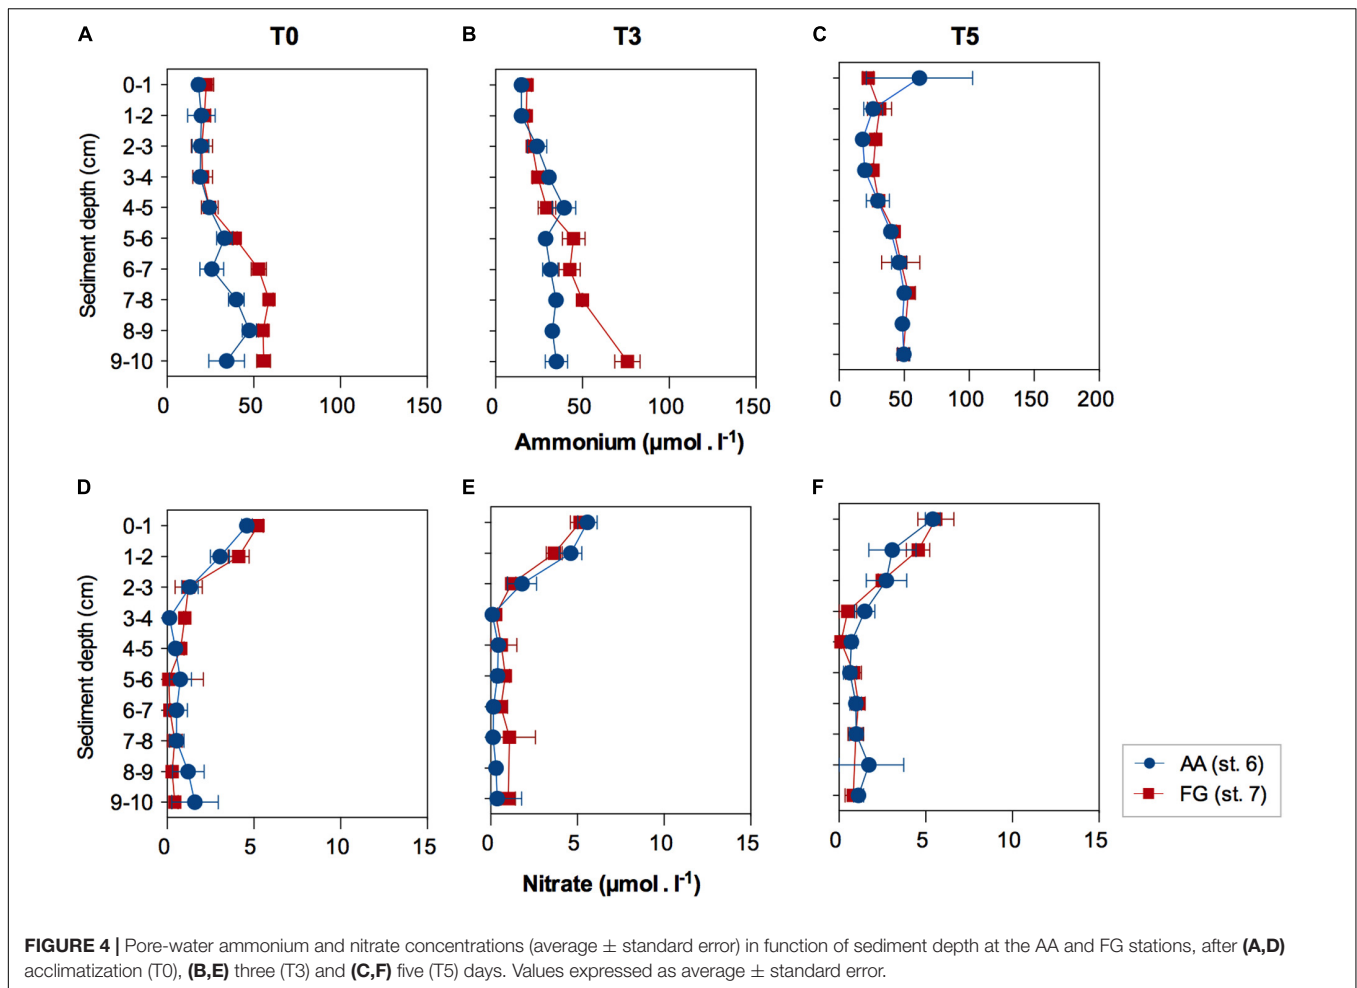 A T0 B T3 C T5
Sediment depth (cm)
0-1
1-2
2-3
3-4
4-5
5-6
6-7
7-8
8-9
9-10
0 50 100 150 0 50 100 150 0 50 100 150 200
Ammonium (µmol . l⁻¹)
D E F
Sediment depth (cm)
0-1
1-2
2-3
3-4
4-5
5-6
6-7
7-8
8-9
9-10
AA (st. 6)
FG (st. 7)
0 5 10 15 0 5 10 15 0 5 10 15
Nitrate (µmol . l⁻¹)
FIGURE 4 | Pore-water ammonium and nitrate concentrations (average ± standard error) in function of sediment depth at the AA and FG stations, after (A,D)
acclimatization (T0), (B,E) three (T3) and (C,F) five (T5) days. Values expressed as average ± standard error.